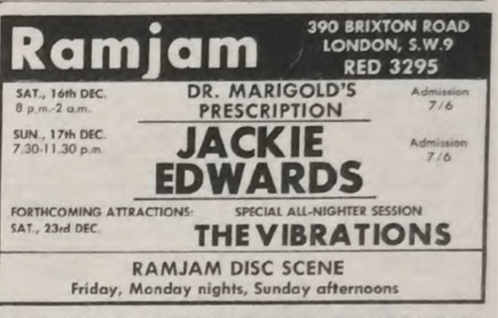 Ramjam
390 BRIXTON ROAD
LONDON, S.W.9
RED 3295
SAT., 16th DEC.
8 p.m.-2 a.m.
DR. MARIGOLD'S
PRESCRIPTION
Admission
7/6
SUN., 17th DEC.
7.30-11.30 p.m.
JACKIE
EDWARDS
Admission
7/6
FORTHCOMING ATTRACTIONS:
SAT., 23rd DEC.
SPECIAL ALL-NIGHTER SESSION
THE VIBRATIONS
RAMJAM DISC SCENE
Friday, Monday nights, Sunday afternoons